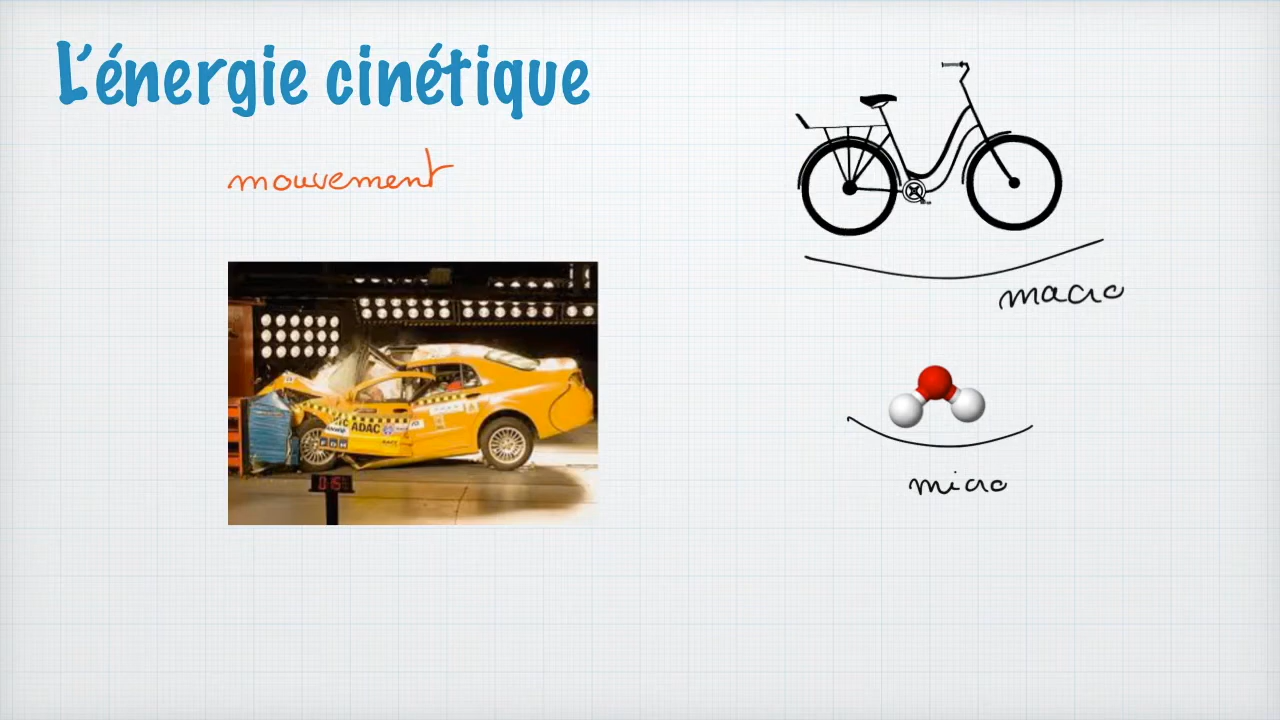 L'énergie cinétique
mouvement
macro
micro
ADAC